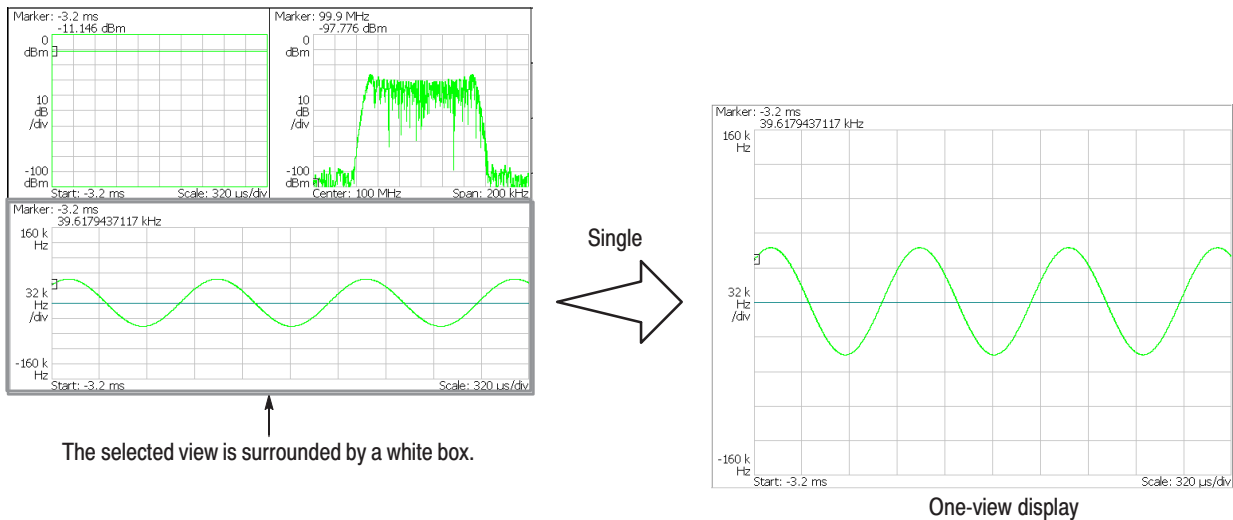 Marker: -3.2 ms
-11.146 dBm
0
dBm
10
dB
/div
-100
dBm
Start: -3.2 ms Scale: 320 µs/div
Marker: 99.9 MHz
-97.776 dBm
0
dBm
10
dB
/div
-100
dBm
Center: 100 MHz Span: 200 kHz
Marker: -3.2 ms
39.6179437117 kHz
160 k
Hz
32 k
Hz
/div
-160 k
Hz
Start: -3.2 ms Scale: 320 µs/div
The selected view is surrounded by a white box.
Single
Marker: -3.2 ms
39.6179437117 kHz
160 k
Hz
32 k
Hz
/div
-160 k
Hz
Start: -3.2 ms Scale: 320 µs/div
One-view display